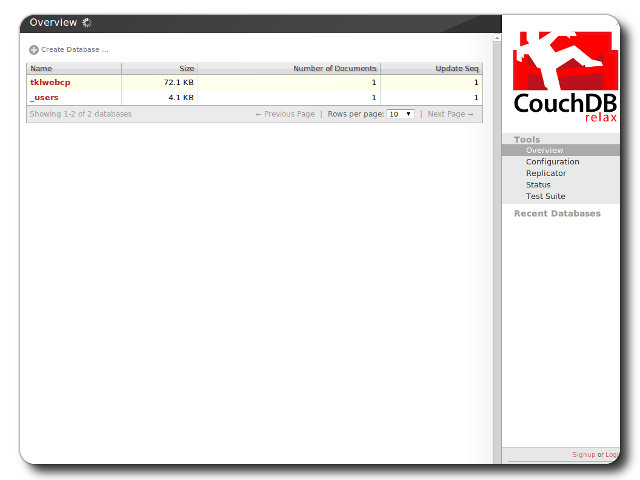 Overview
Create Database ...
Name Size Number of Documents Update Seq
tklwebcp 72.1 KB 1 1
_users 4.1 KB 1 1
Showing 1-2 of 2 databases ← Previous Page | Rows per page: 10 | Next Page →
CouchDB
relax
Tools
Overview
Configuration
Replicator
Status
Test Suite
Recent Databases
Signup or